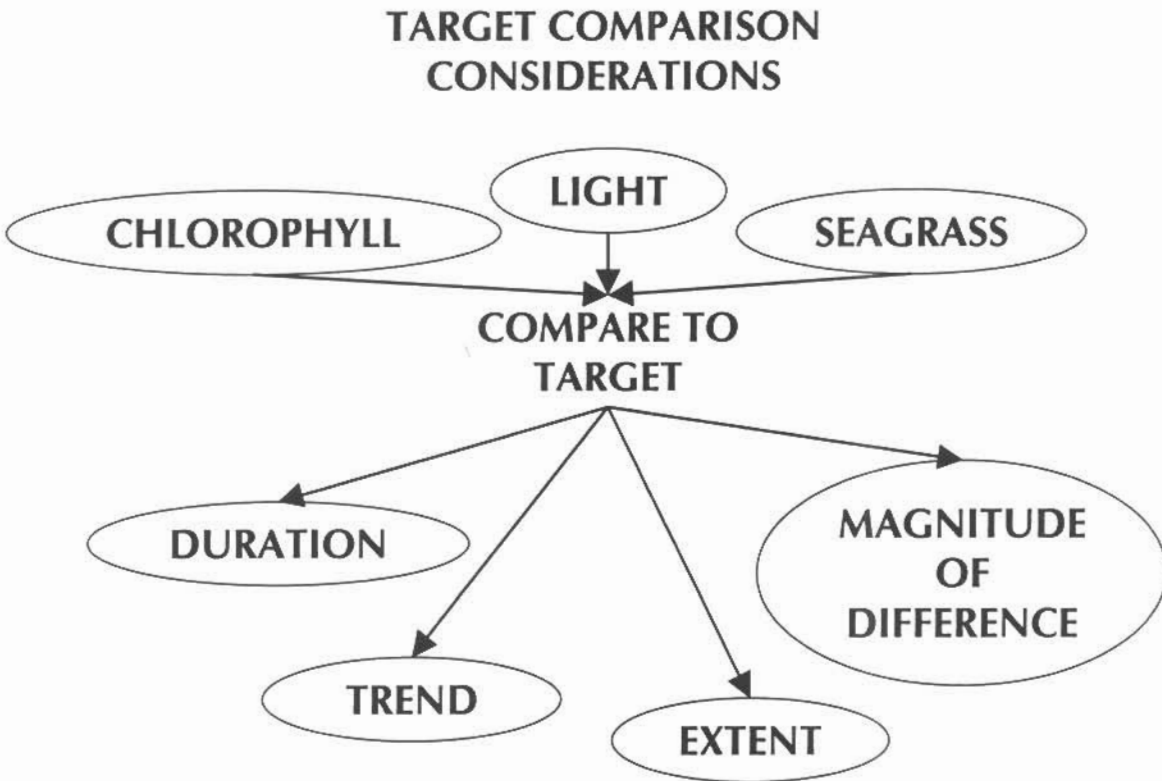 TARGET COMPARISON
CONSIDERATIONS
LIGHT
CHLOROPHYLL
SEAGRASS
COMPARE TO
TARGET
DURATION
MAGNITUDE
OF
DIFFERENCE
TREND
EXTENT